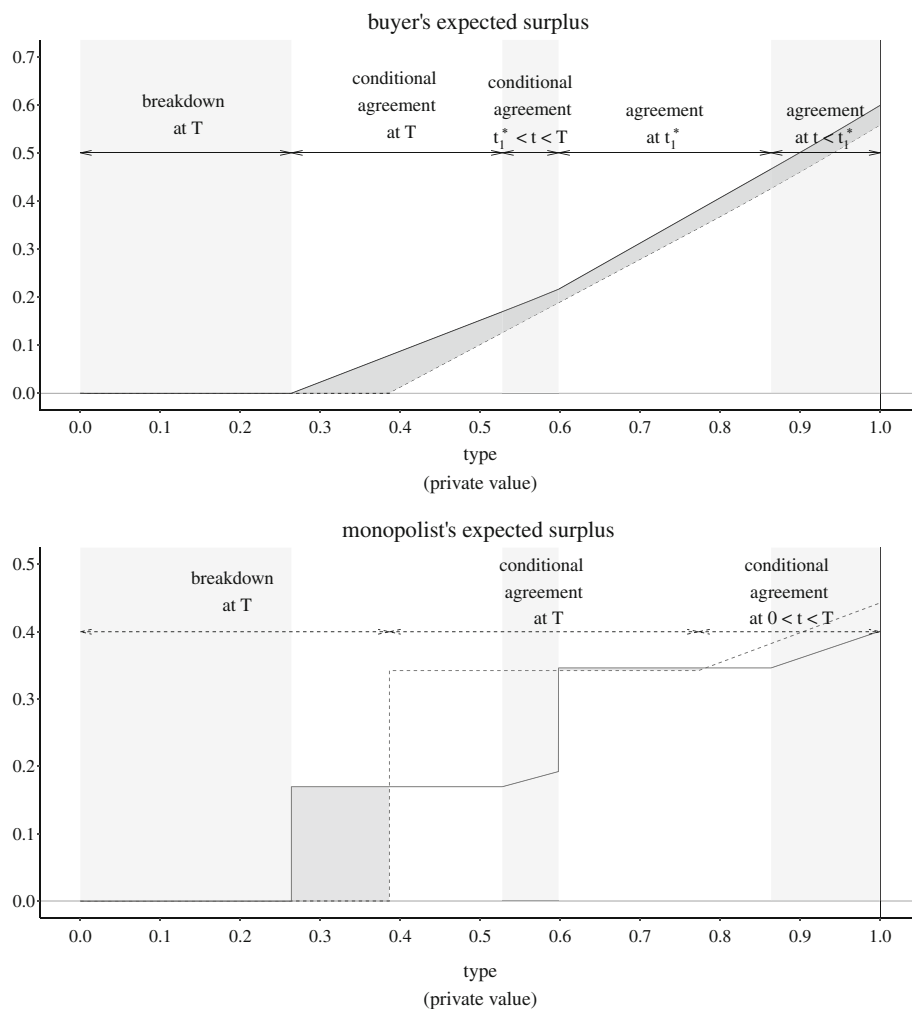 buyer's expected surplus
0.7
0.6
0.5
0.4
0.3
0.2
0.1
0.0
breakdown
at T
conditional
agreement
at T
conditional
agreement
t₁* < t < T
agreement
at t₁*
agreement
at t < t₁*
0.0 0.1 0.2 0.3 0.4 0.5 0.6 0.7 0.8 0.9 1.0
type
(private value)
monopolist's expected surplus
0.5
0.4
0.3
0.2
0.1
0.0
breakdown
at T
conditional
agreement
at T
conditional
agreement
at 0 < t < T
0.0 0.1 0.2 0.3 0.4 0.5 0.6 0.7 0.8 0.9 1.0
type
(private value)